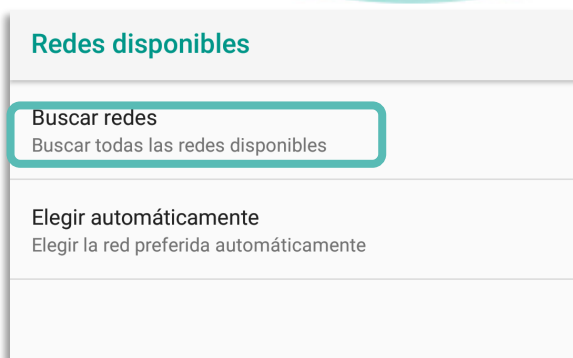 Redes disponibles
Buscar redes
Buscar todas las redes disponibles
Elegir automáticamente
Elegir la red preferida automáticamente